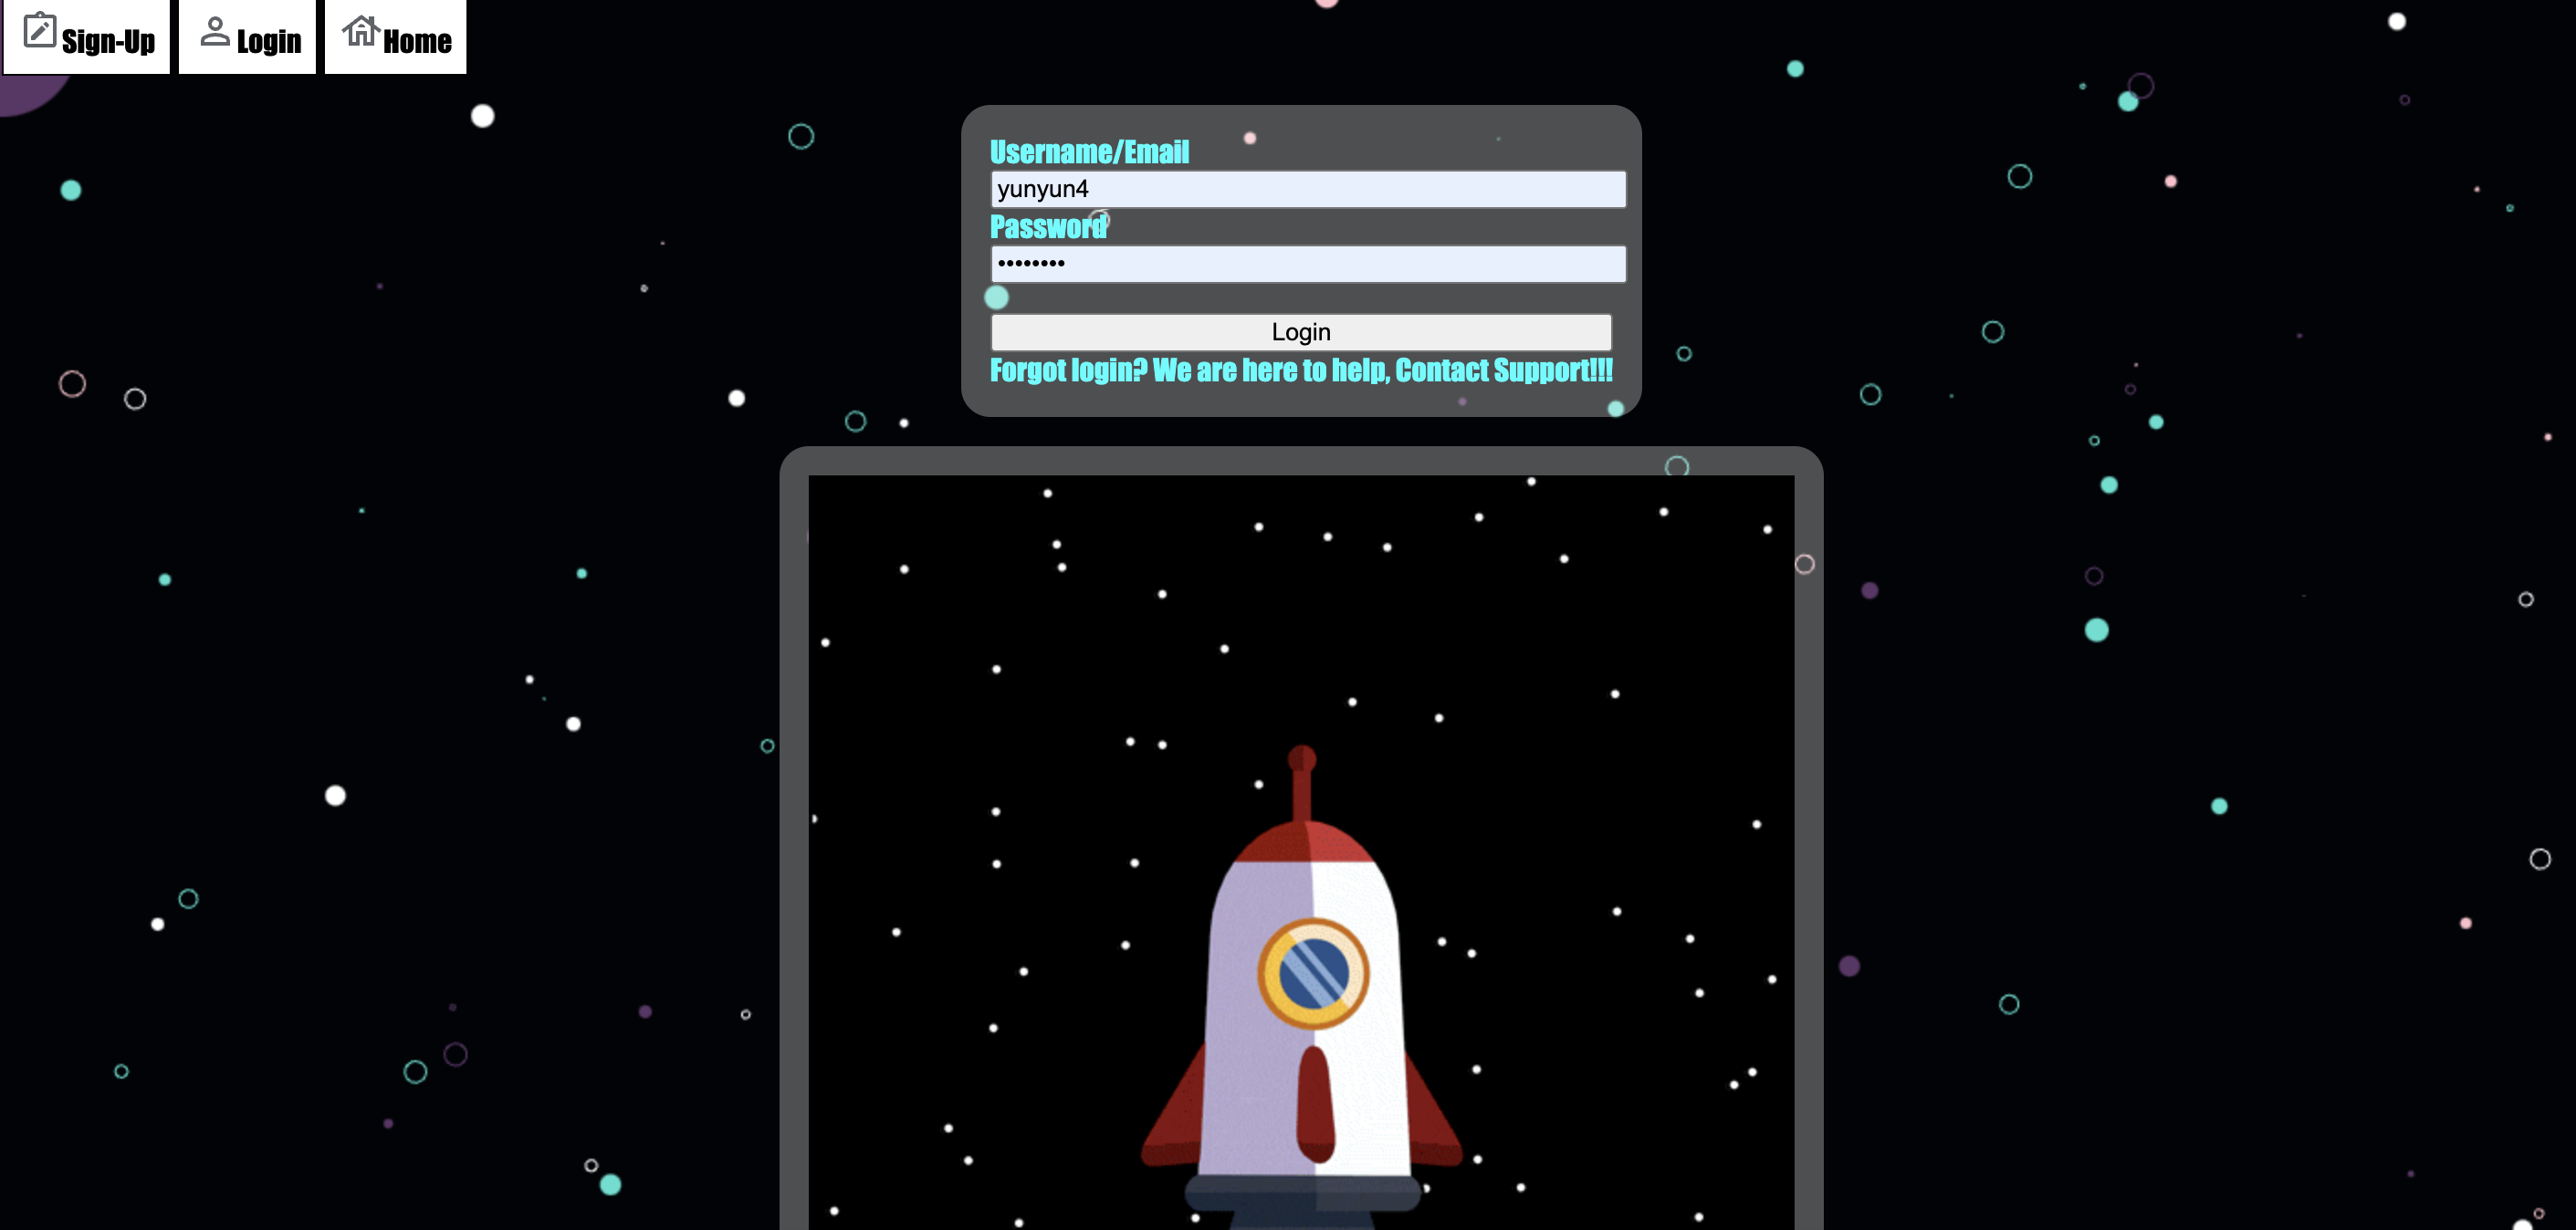 Sign-Up Login Home
Username/Email
yunyun4
Password
••••••••
Login
Forgot login? We are here to help, Contact Support!!!